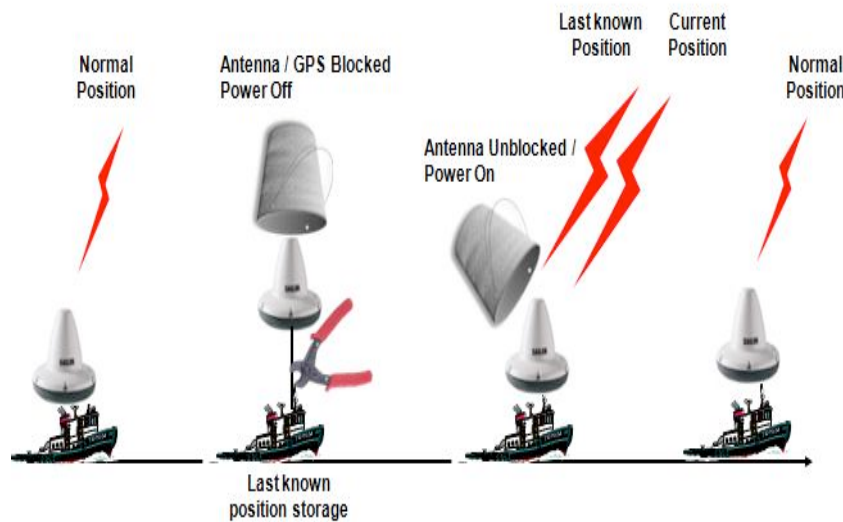 Normal
Position
Antenna / GPS Blocked
Power Off
Last known
Position
Current
Position
Normal
Position
Antenna Unblocked /
Power On
Last known
position storage